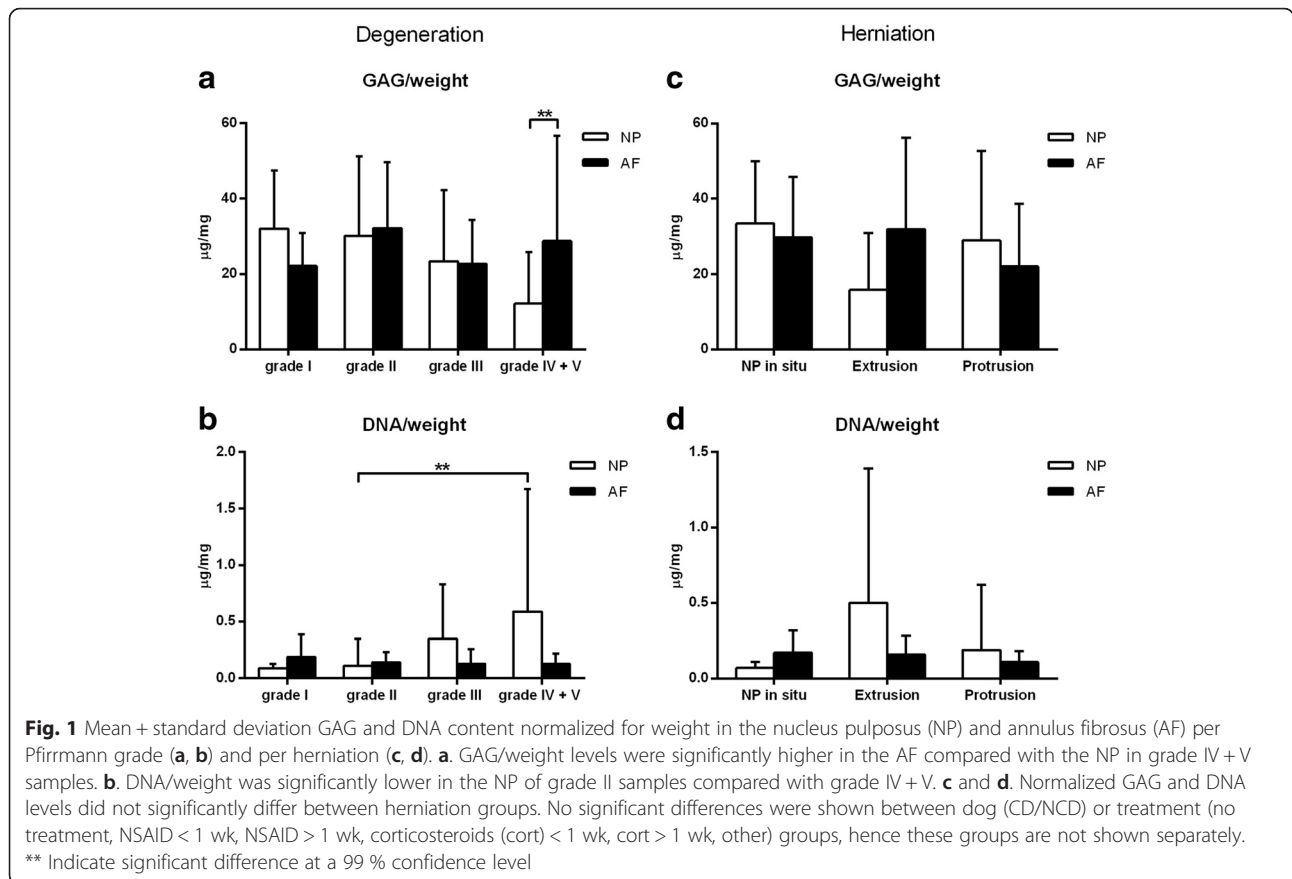 Degeneration
Herniation
a
GAG/weight
60
40
20
0
µg/mg
**
NP
AF
grade I
grade II
grade III
grade IV + V
c
GAG/weight
60
40
20
0
µg/mg
NP
AF
NP in situ
Extrusion
Protrusion
b
DNA/weight
2.0
1.5
1.0
0.5
0.0
µg/mg
**
NP
AF
grade I
grade II
grade III
grade IV + V
d
DNA/weight
1.5
1.0
0.5
0.0
µg/mg
NP
AF
NP in situ
Extrusion
Protrusion
Fig. 1 Mean + standard deviation GAG and DNA content normalized for weight in the nucleus pulposus (NP) and annulus fibrosus (AF) per
Pfirrmann grade (a, b) and per herniation (c, d). a. GAG/weight levels were significantly higher in the AF compared with the NP in grade IV + V
samples. b. DNA/weight was significantly lower in the NP of grade II samples compared with grade IV + V. c and d. Normalized GAG and DNA
levels did not significantly differ between herniation groups. No significant differences were shown between dog (CD/NCD) or treatment (no
treatment, NSAID < 1 wk, NSAID > 1 wk, corticosteroids (cort) < 1 wk, cort > 1 wk, other) groups, hence these groups are not shown separately.
** Indicate significant difference at a 99 % confidence level